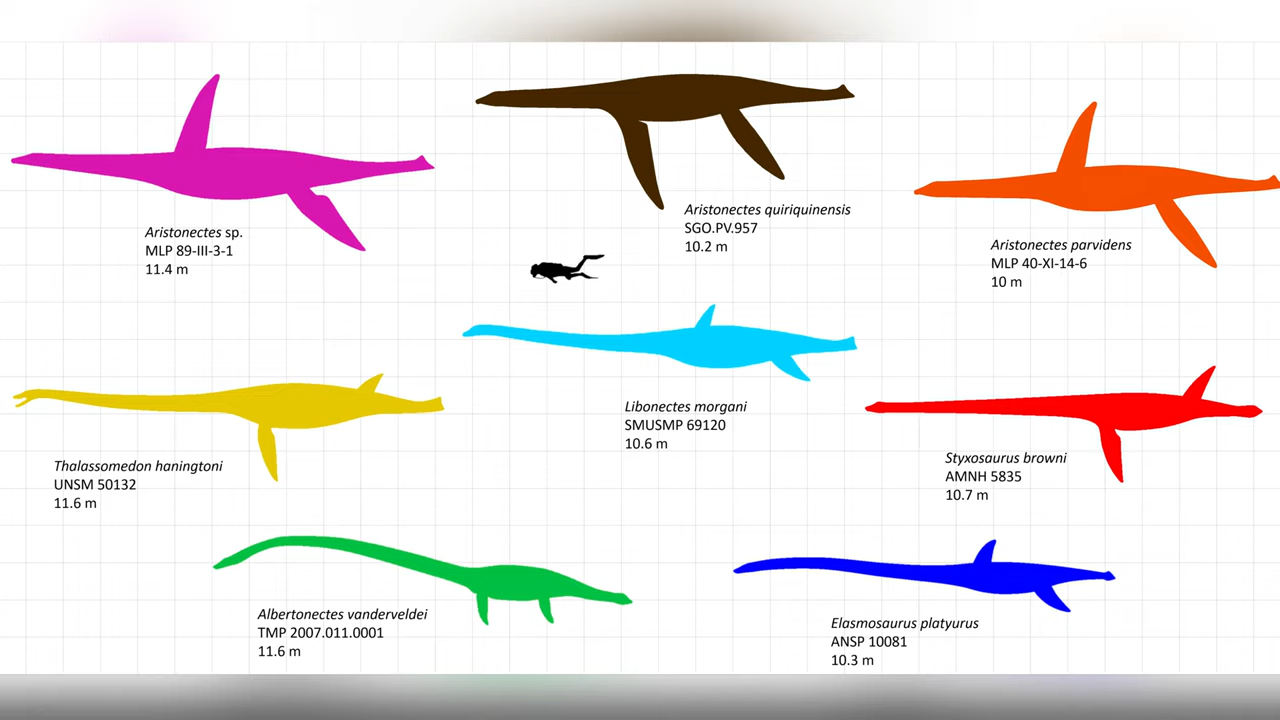 Aristonectes sp.
MLP 89-III-3-1
11.4 m
Aristonectes quiriquinensis
SGO.PV.957
10.2 m
Aristonectes parvidens
MLP 40-XI-14-6
10 m
Thalassomedon haningtoni
UNSM 50132
11.6 m
Libonectes morgani
SMUSMP 69120
10.6 m
Styxosaurus browni
AMNH 5835
10.7 m
Albertonectes vanderveldei
TMP 2007.011.0001
11.6 m
Elasmosaurus platyurus
ANSP 10081
10.3 m